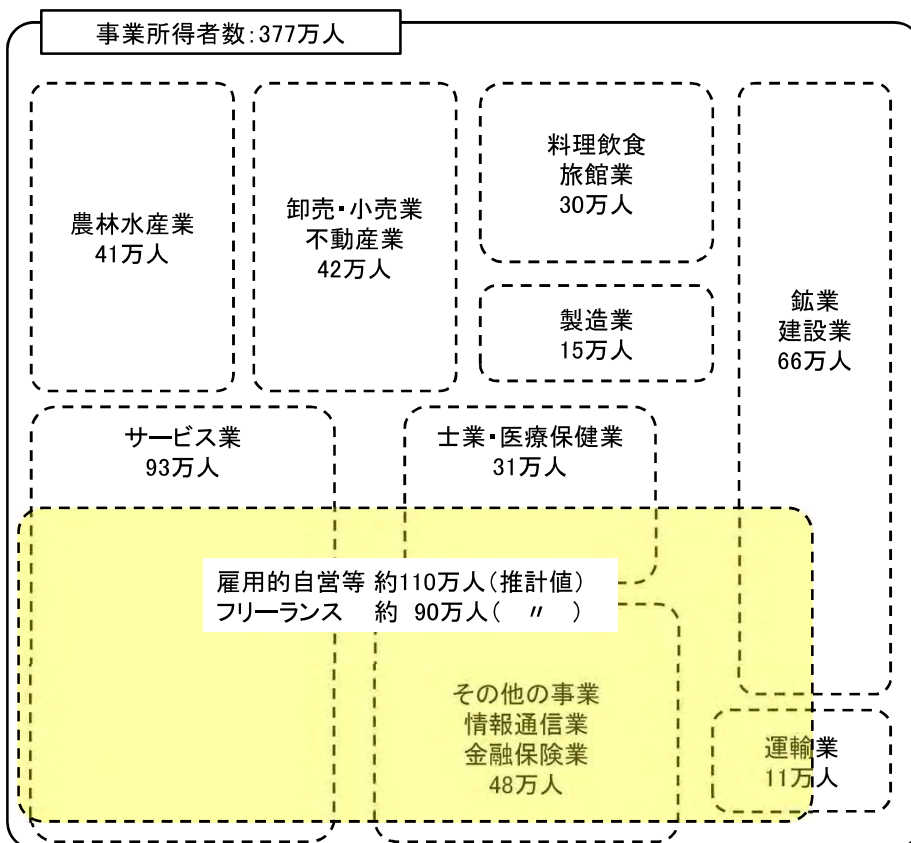 事業所得者数:377万人
農林水産業
41万人
卸売・小売業
不動産業
42万人
料理飲食
旅館業
30万人
製造業
15万人
鉱業
建設業
66万人
サービス業
93万人
士業・医療保健業
31万人
雇用的自営等 約110万人(推計値)
フリーランス 約 90万人( 〃 )
その他の事業
情報通信業
金融保険業
48万人
運輸業
11万人